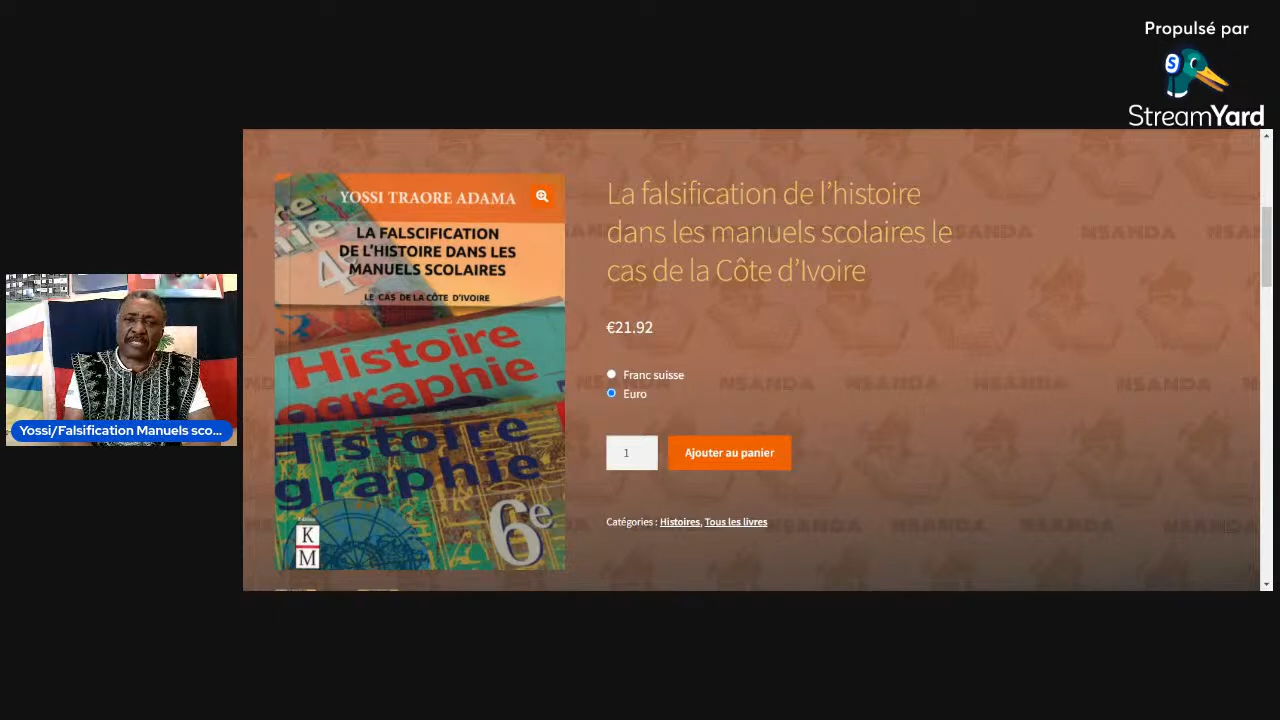 Propulsé par
S
StreamYard
Yossi/Falsification Manuels sco...
YOSSI TRAORE ADAMA
LA FALSCIFICATION
DE L'HISTOIRE DANS LES
MANUELS SCOLAIRES
LE CAS DE LA CÔTE D'IVOIRE
4e
Histoire
ographie
Histoire
graphie
6e
K
M
La falsification de l'histoire
dans les manuels scolaires le
cas de la Côte d'Ivoire
€21.92
Franc suisse
Euro
1
Ajouter au panier
Catégories : Histoires, Tous les livres
NSANDA